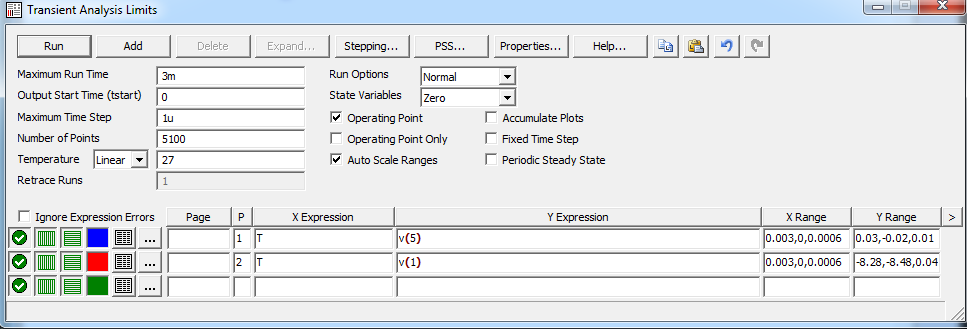 Transient Analysis Limits
Run Add Delete Expand... Stepping... PSS... Properties... Help...
Maximum Run Time 3m Run Options Normal
Output Start Time (tstart) 0 State Variables Zero
Maximum Time Step 1u Operating Point Accumulate Plots
Number of Points 5100 Operating Point Only Fixed Time Step
Temperature Linear 27 Auto Scale Ranges Periodic Steady State
Retrace Runs 1
Ignore Expression Errors Page P X Expression Y Expression X Range Y Range >
... 1 T v(5) 0.003,0,0.0006 0.03,-0.02,0.01
... 2 T v(1) 0.003,0,0.0006 -8.28,-8.48,0.04
...